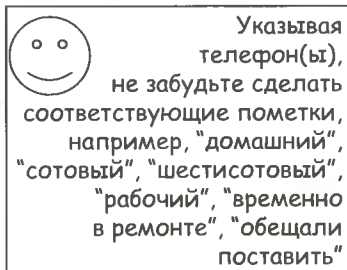 Указывая
телефон(ы),
не забудьте сделать
соответствующие пометки,
например, "домашний",
"сотовый", "шестисотовый",
"рабочий", "временно
в ремонте", "обещали
поставить"